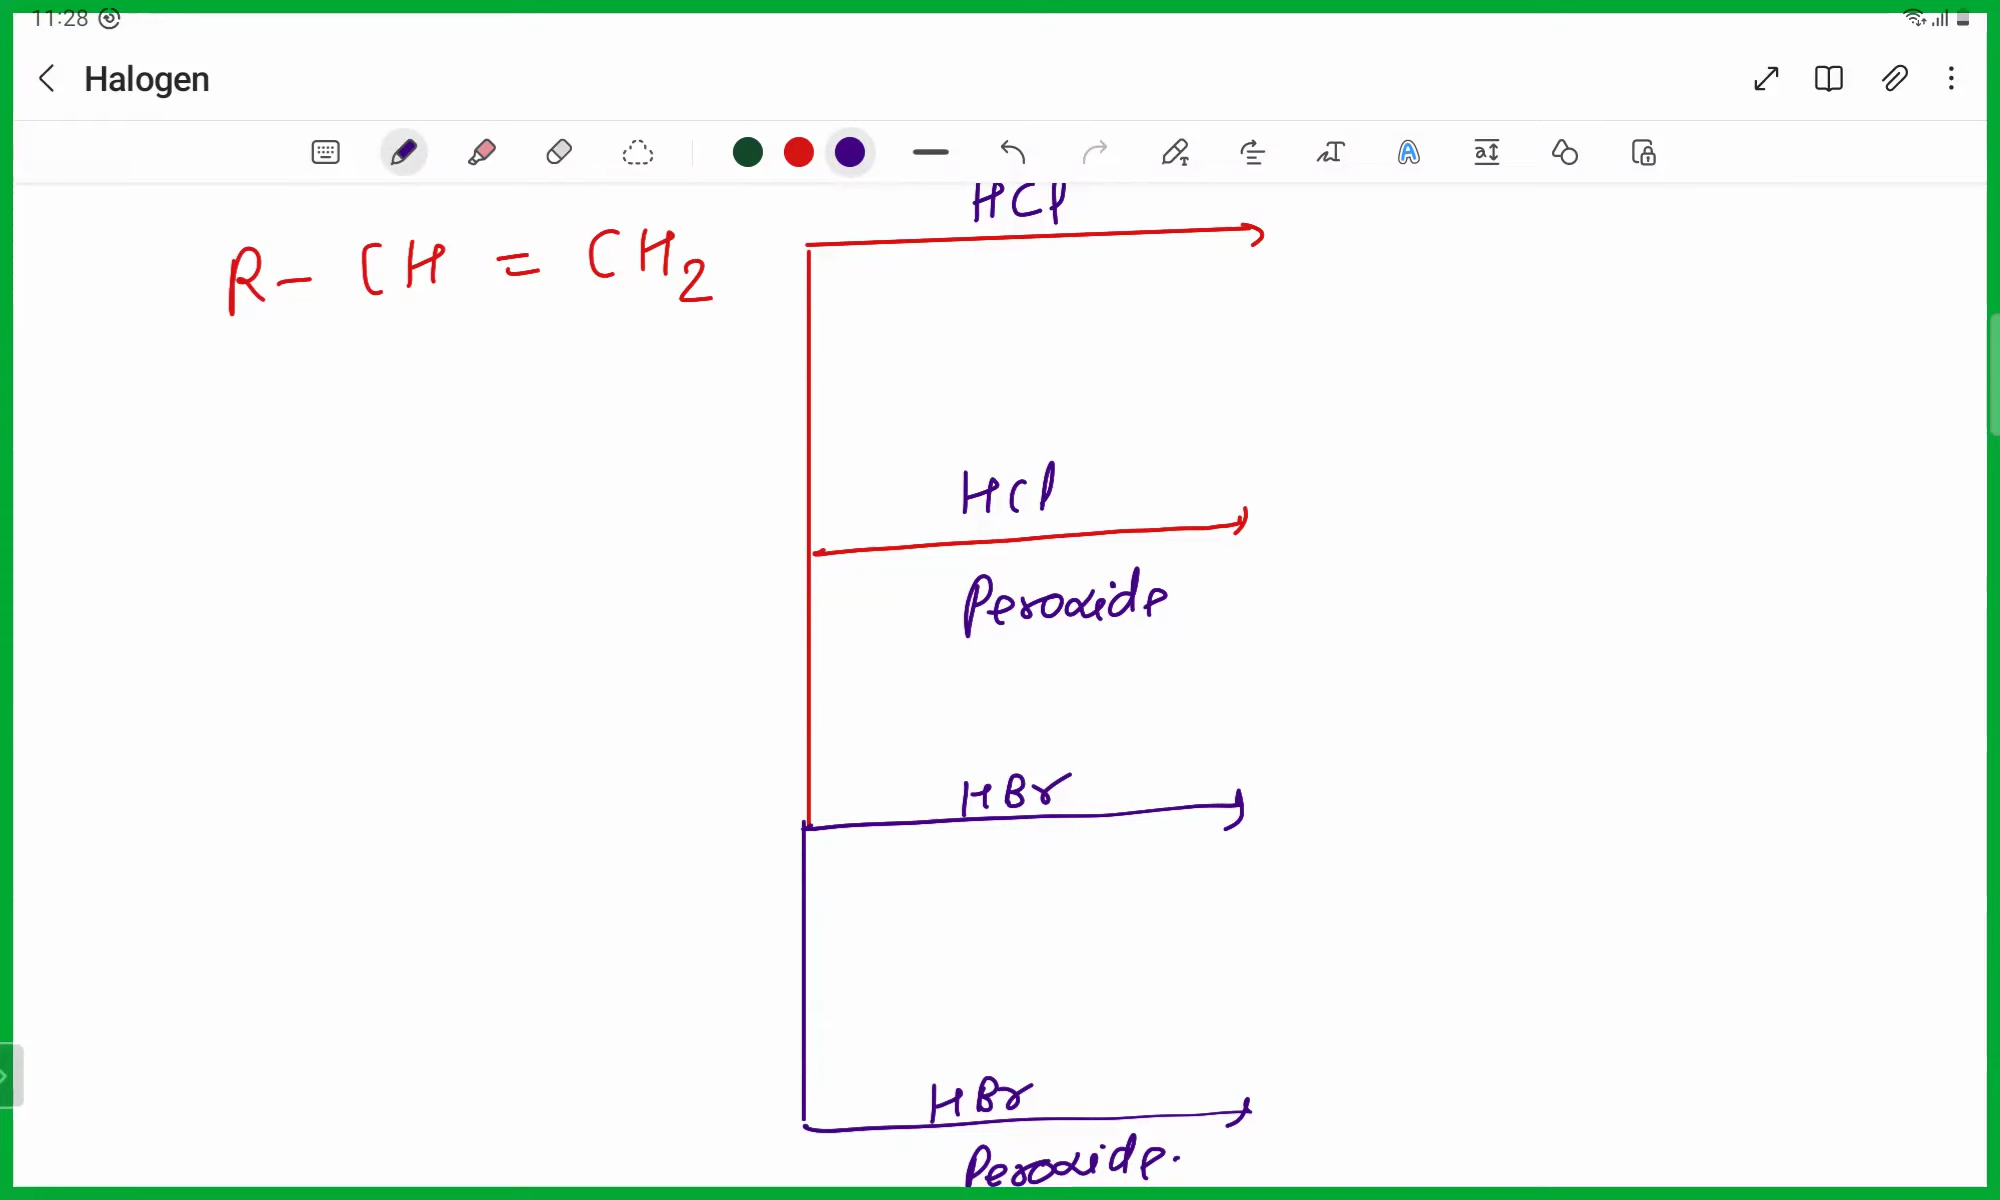 11:28
Halogen
HCl
R- CH = CH2
HCl
Peroxide
HBr
HBr
Peroxide.